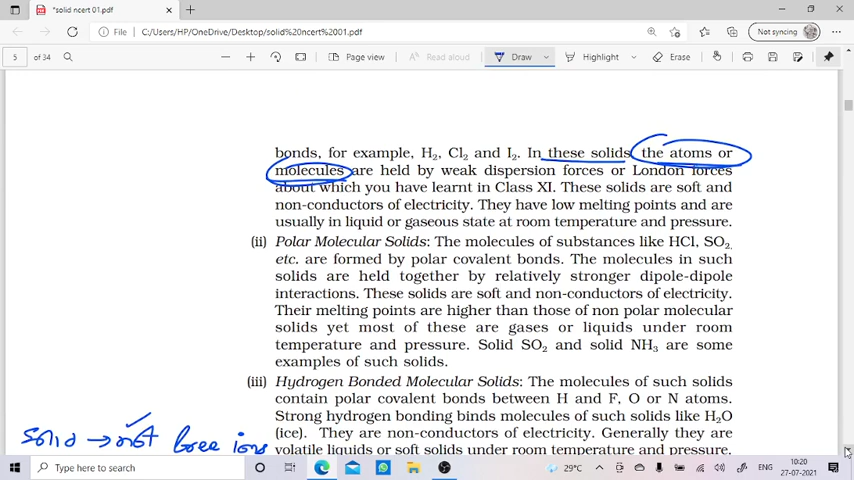 *solid ncert 01.pdf
File
C:/Users/HP/OneDrive/Desktop/solid%20ncert%2001.pdf
Not syncing
5 of 34
Page view
Read aloud
Draw
Highlight
Erase
bonds, for example, H₂, Cl₂ and I₂. In these solids the atoms or
molecules are held by weak dispersion forces or London forces
about which you have learnt in Class XI. These solids are soft and
non-conductors of electricity. They have low melting points and are
usually in liquid or gaseous state at room temperature and pressure.
(ii) Polar Molecular Solids: The molecules of substances like HCl, SO₂,
etc. are formed by polar covalent bonds. The molecules in such
solids are held together by relatively stronger dipole-dipole
interactions. These solids are soft and non-conductors of electricity.
Their melting points are higher than those of non polar molecular
solids yet most of these are gases or liquids under room
temperature and pressure. Solid SO₂ and solid NH₃ are some
examples of such solids.
(iii) Hydrogen Bonded Molecular Solids: The molecules of such solids
contain polar covalent bonds between H and F, O or N atoms.
Strong hydrogen bonding binds molecules of such solids like H₂O
solid → not free ions
(ice). They are non-conductors of electricity. Generally they are
volatile liquids or soft solids under room temperature and pressure.
Type here to search
29°C
ENG
10:20
27-07-2021